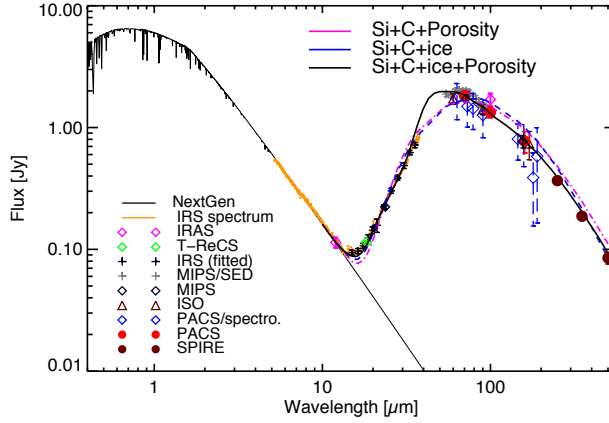 10.00
1.00
0.10
0.01
Flux [Jy]
Si+C+Porosity
Si+C+ice
Si+C+ice+Porosity
NextGen
IRS spectrum
IRAS
T-ReCS
IRS (fitted)
MIPS/SED
MIPS
ISO
PACS/spectro.
PACS
SPIRE
1
10
100
Wavelength [μm]